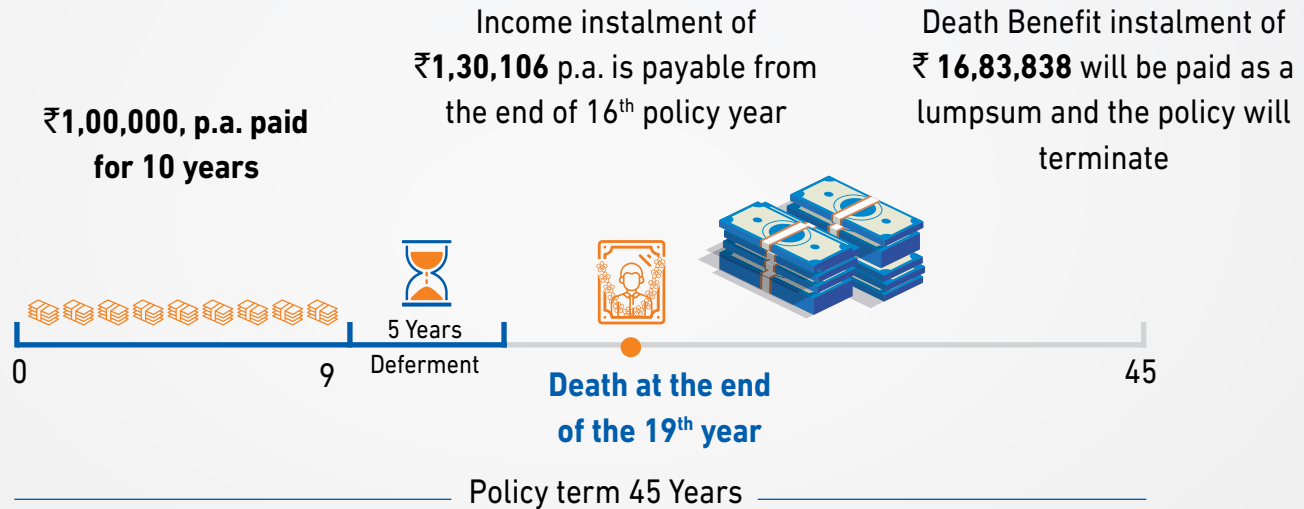 ₹1,00,000, p.a. paid
for 10 years
Income instalment of
₹1,30,106 p.a. is payable from
the end of 16th policy year
Death Benefit instalment of
₹ 16,83,838 will be paid as a
lumpsum and the policy will
terminate
5 Years
Deferment
0
9
45
Death at the end
of the 19th year
Policy term 45 Years